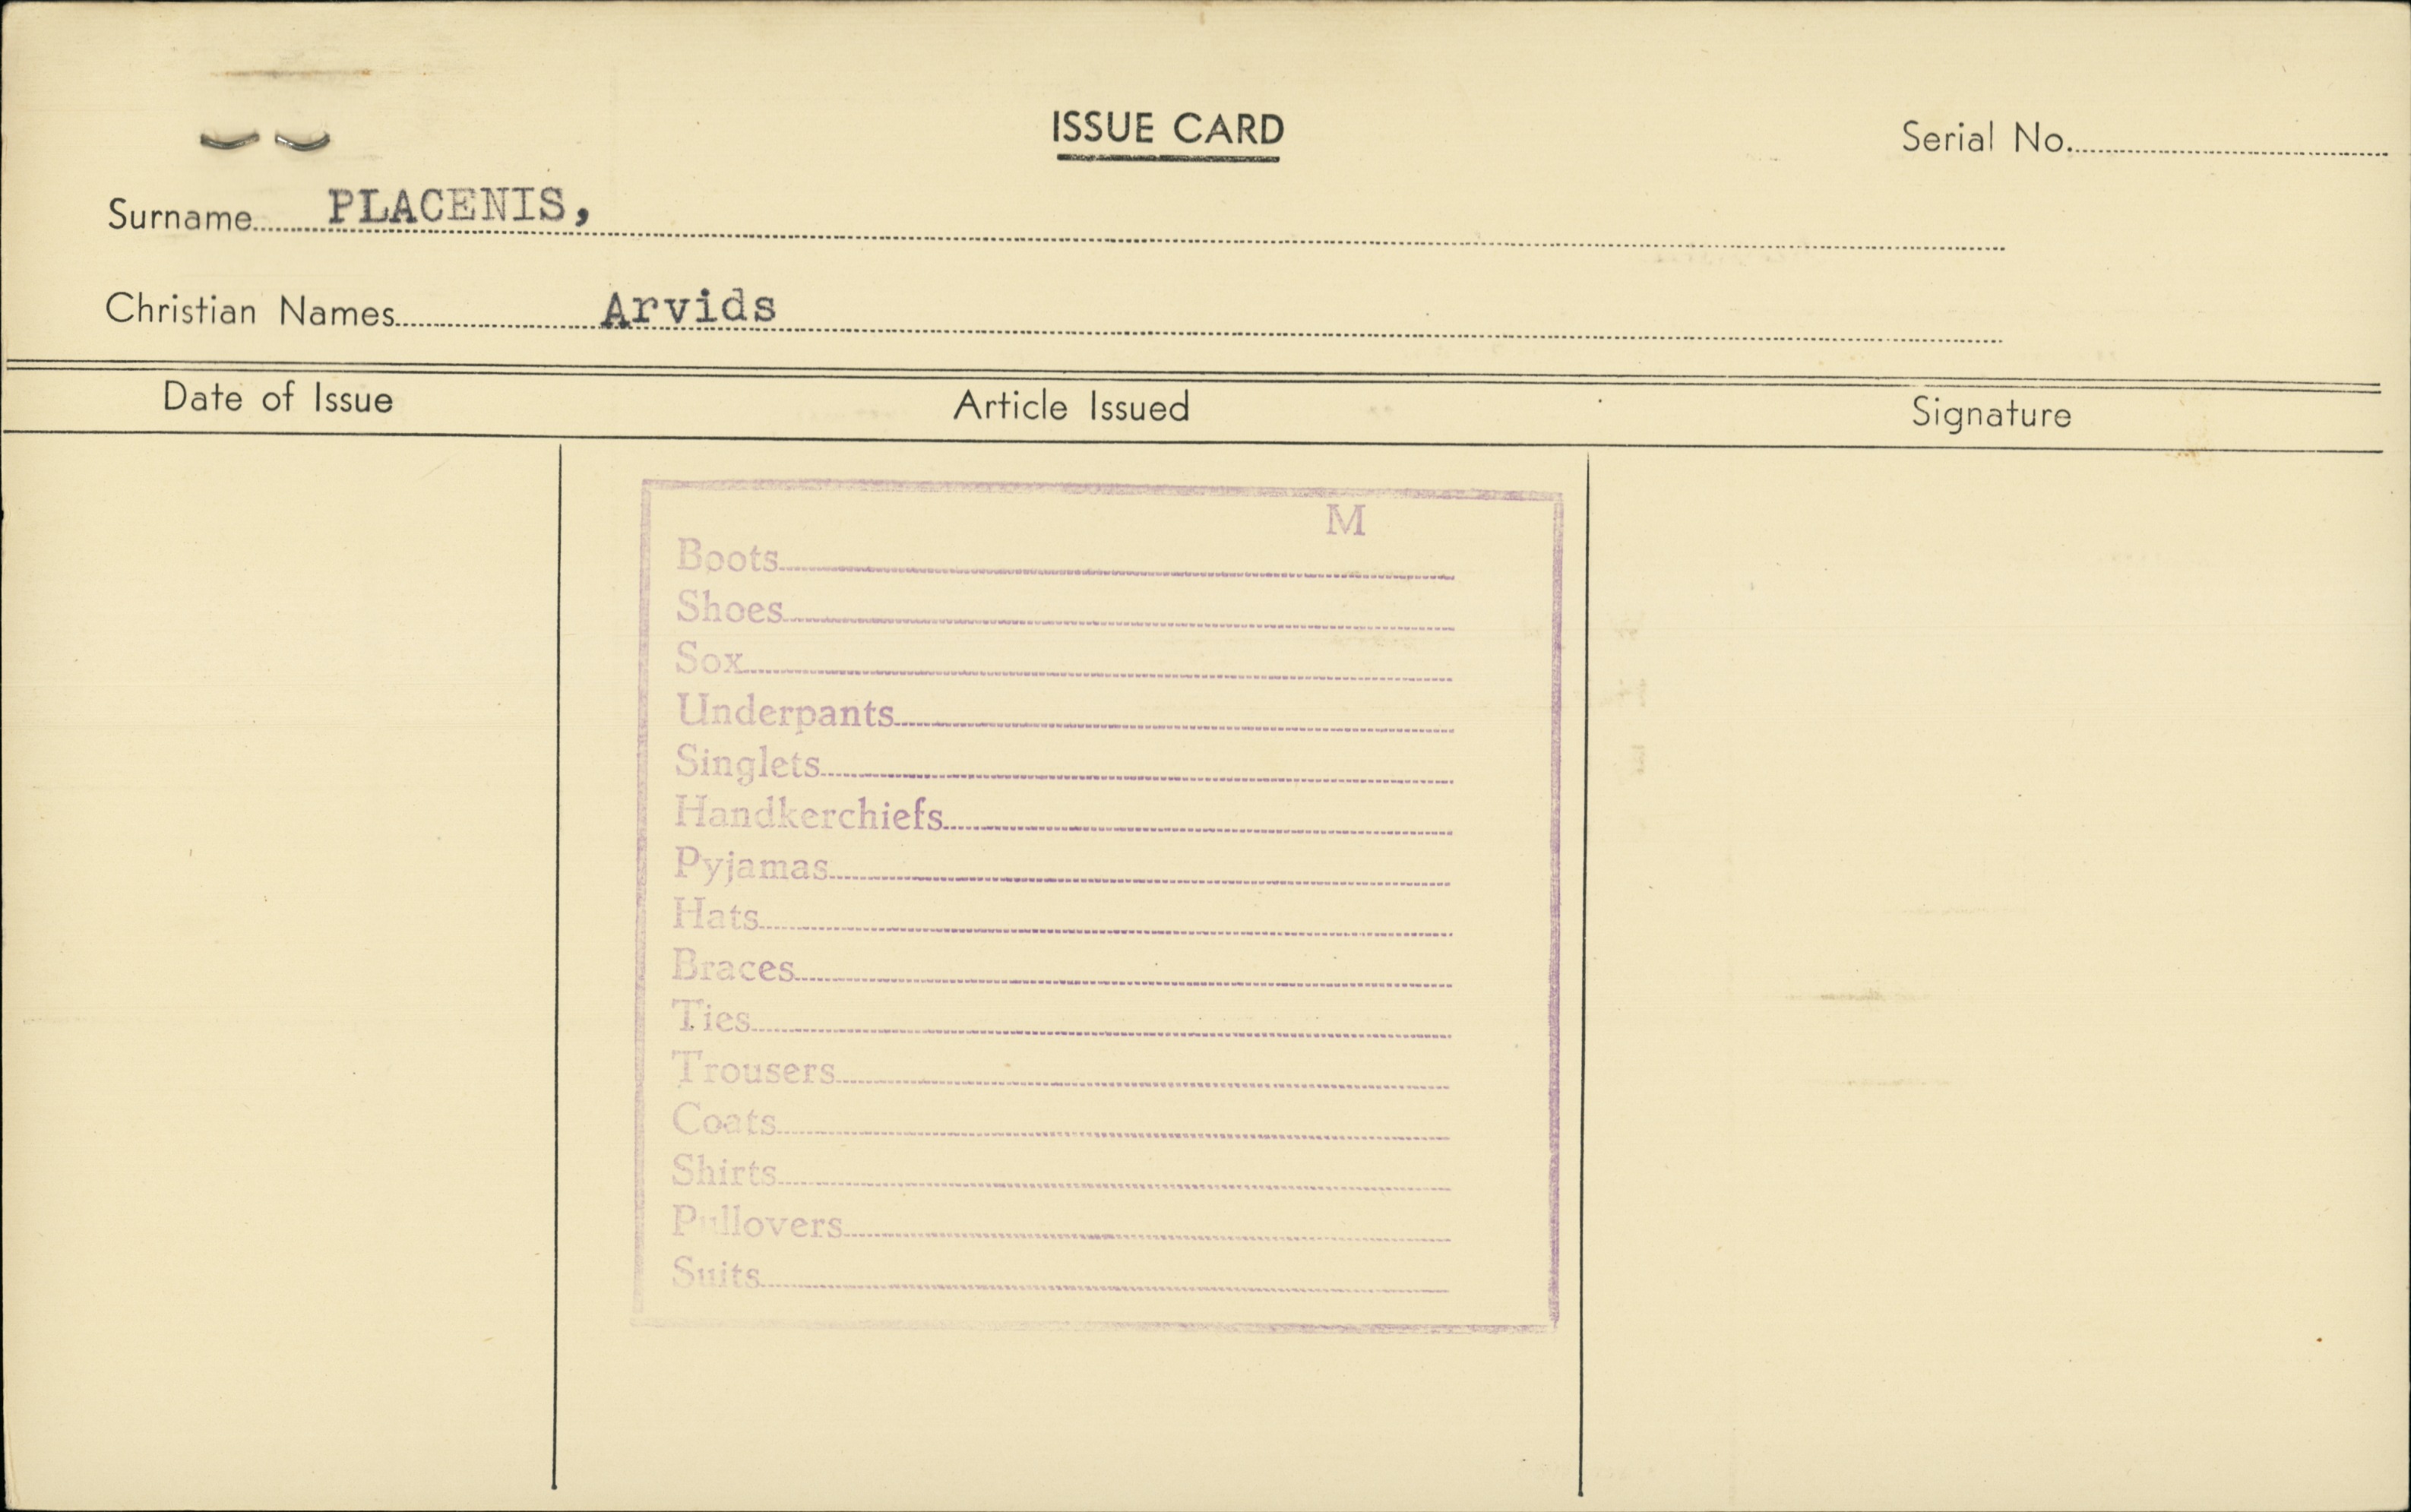 ISSUE CARD
Serial No.
Surname PLACENIS,
Christian Names Arvids
Date of Issue Article Issued Signature
M
Boots
Shoes
Sox
Underpants
Singlets
Handkerchiefs
Pyjamas
Hats
Braces
Ties
Trousers
Coats
Shirts
Pullovers
Suits